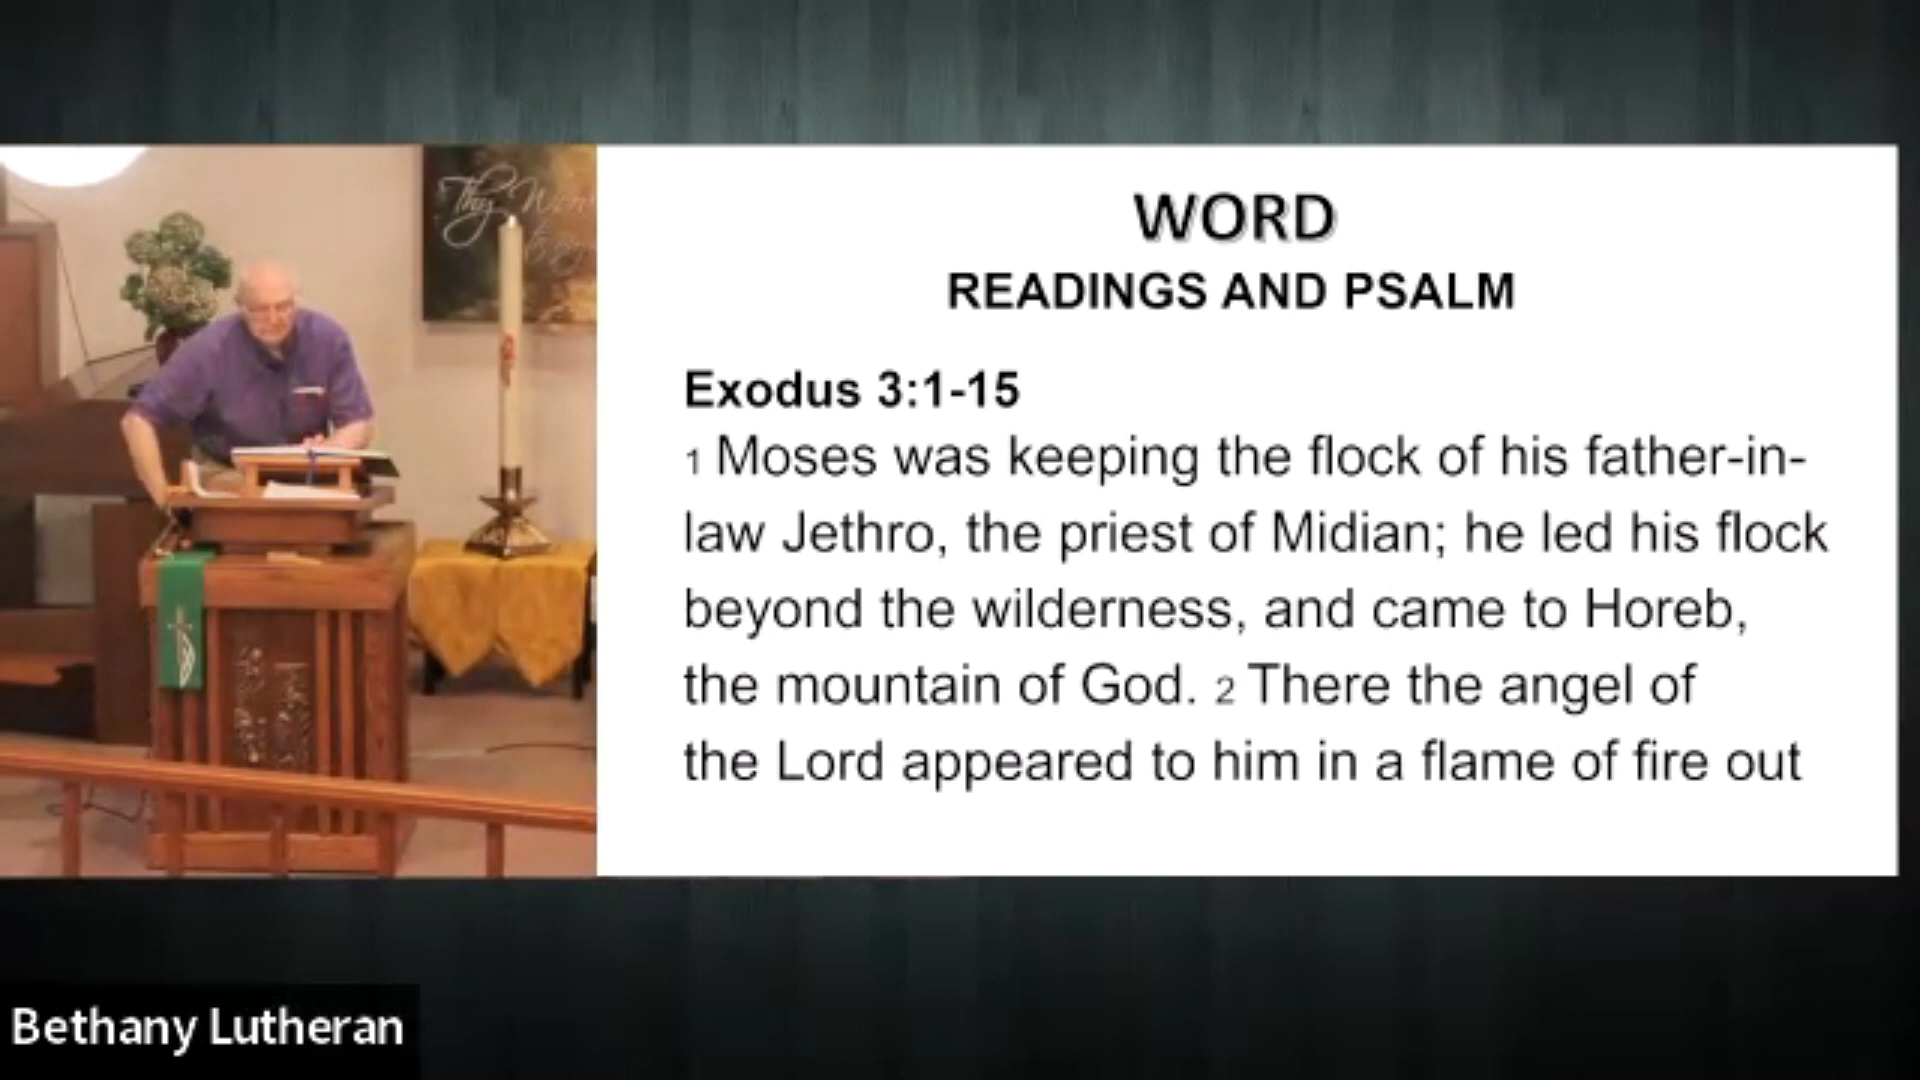 Thy Word
WORD
READINGS AND PSALM
Exodus 3:1-15
1 Moses was keeping the flock of his father-in-
law Jethro, the priest of Midian; he led his flock
beyond the wilderness, and came to Horeb,
the mountain of God. 2 There the angel of
the Lord appeared to him in a flame of fire out
Bethany Lutheran